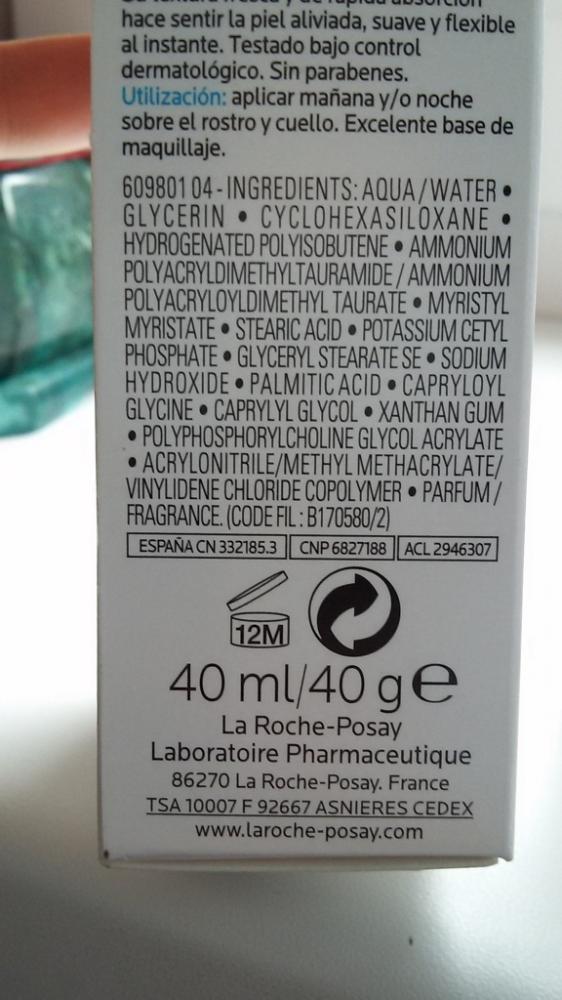 hace sentir la piel aliviada, suave y flexible
al instante. Testado bajo control
dermatológico. Sin parabenes.
Utilización: aplicar mañana y/o noche
sobre el rostro y cuello. Excelente base de
maquillaje.
6098010 04 - INGREDIENTS: AQUA / WATER •
GLYCERIN • CYCLOHEXASILOXANE •
HYDROGENATED POLYISOBUTENE • AMMONIUM
POLYACRYLDIMETHYLTAURAMIDE / AMMONIUM
POLYACRYLOYLDIMETHYL TAURATE • MYRISTYL
MYRISTATE • STEARIC ACID • POTASSIUM CETYL
PHOSPHATE • GLYCERYL STEARATE SE • SODIUM
HYDROXIDE • PALMITIC ACID • CAPRYLOYL
GLYCINE • CAPRYLYL GLYCOL • XANTHAN GUM
• POLYPHOSPHORYLCHOLINE GLYCOL ACRYLATE
• ACRYLONITRILE/METHYL METHACRYLATE/
VINYLIDENE CHLORIDE COPOLYMER • PARFUM /
FRAGRANCE. (CODE FIL : B170580/2)
ESPAÑA CN 332185.3 CNP 6827188 ACL 2946307
12M
40 ml/40 g e
La Roche-Posay
Laboratoire Pharmaceutique
86270 La Roche-Posay. France
TSA 10007 F 92667 ASNIERES CEDEX
www.laroche-posay.com